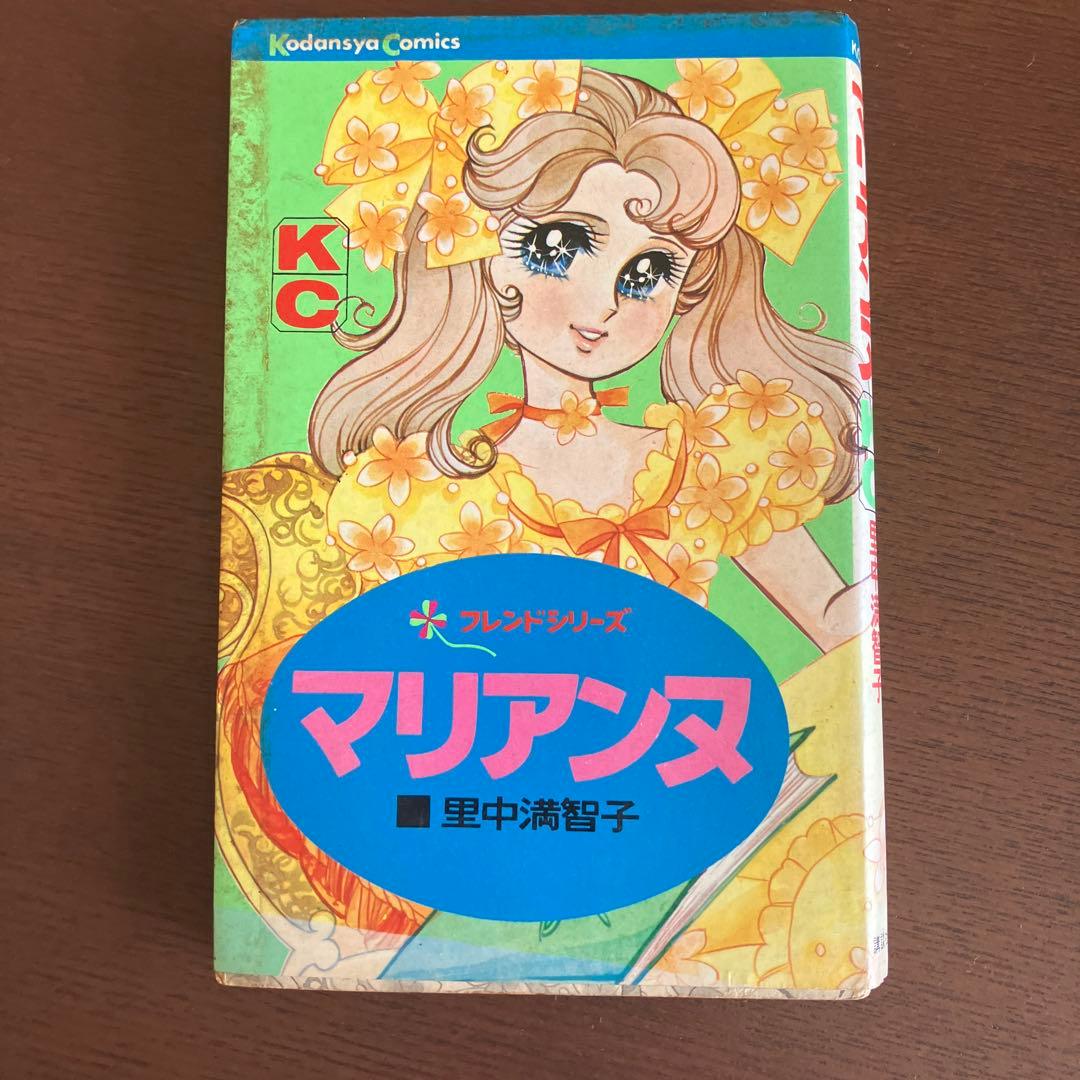 Kodansya Comics
K
C
フレンドシリーズ
マリアンヌ
■里中満智子